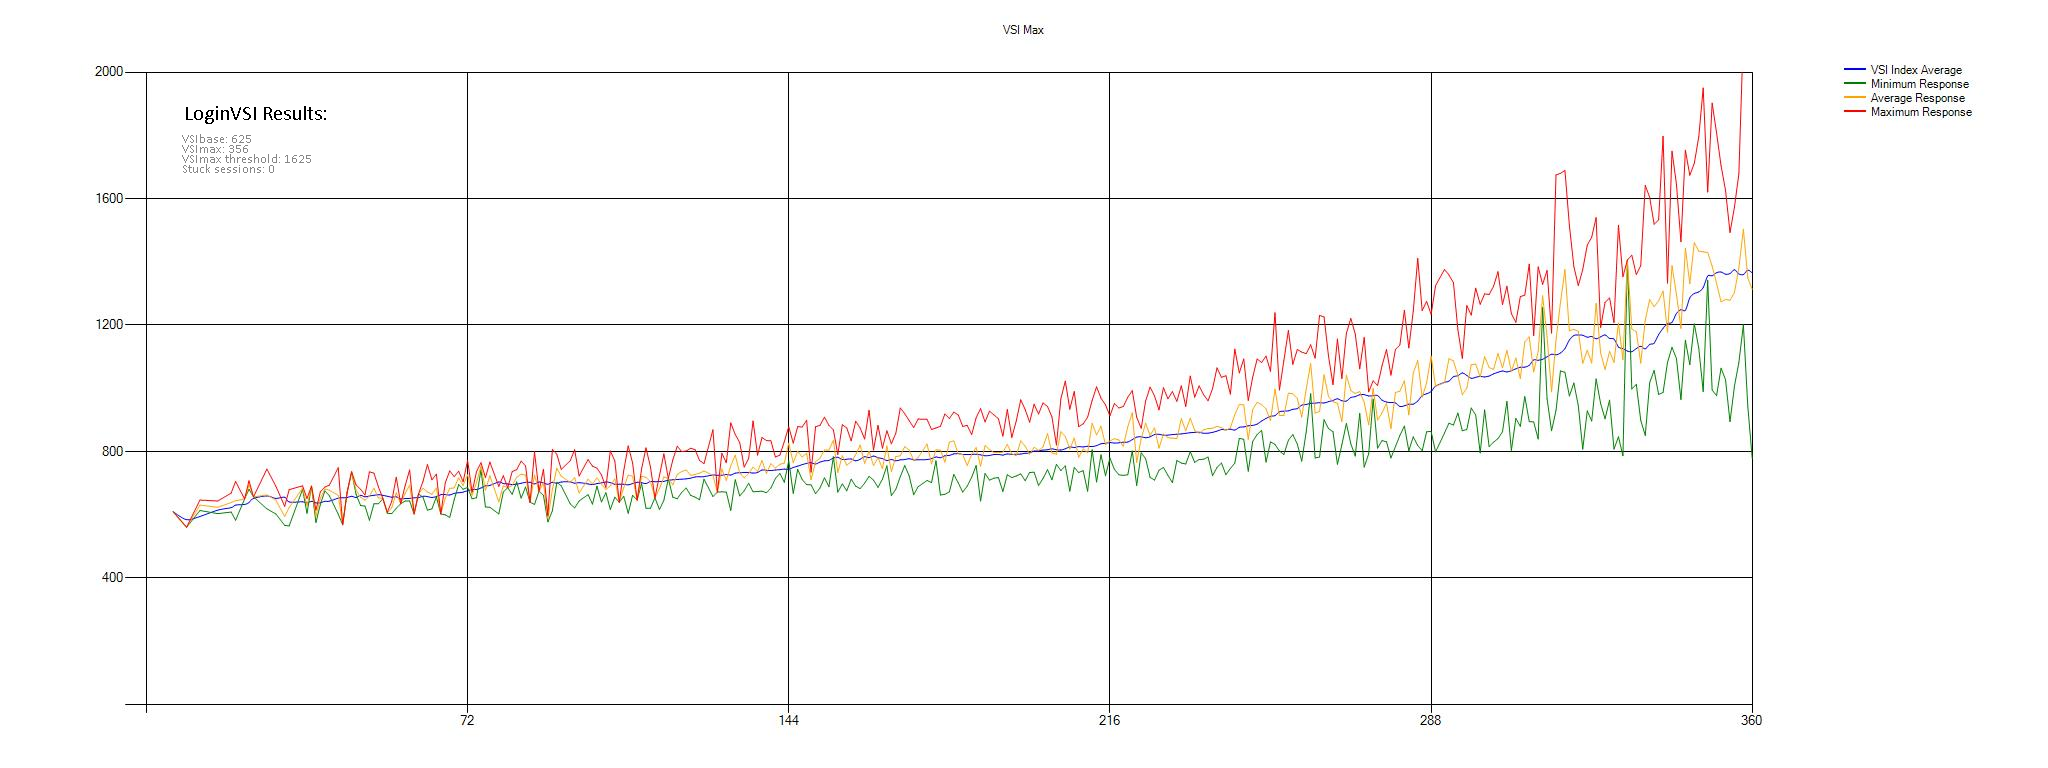 VSI Max
2000
1600
1200
800
400
LoginVSI Results:
VSIbase: 625
VSImax: 356
VSImax threshold: 1625
Stuck sessions: 0
VSI Index Average
Minimum Response
Average Response
Maximum Response
72
144
216
288
360